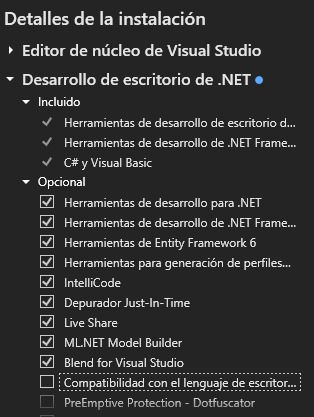 Detalles de la instalación
Editor de núcleo de Visual Studio
Desarrollo de escritorio de .NET
Incluido
Herramientas de desarrollo de escritorio d...
Herramientas de desarrollo de .NET Frame...
C# y Visual Basic
Opcional
Herramientas de desarrollo para .NET
Herramientas de desarrollo de .NET Frame...
Herramientas de Entity Framework 6
Herramientas para generación de perfiles...
IntelliCode
Depurador Just-In-Time
Live Share
ML.NET Model Builder
Blend for Visual Studio
Compatibilidad con el lenguaje de escritor...
PreEmptive Protection - Dotfuscator